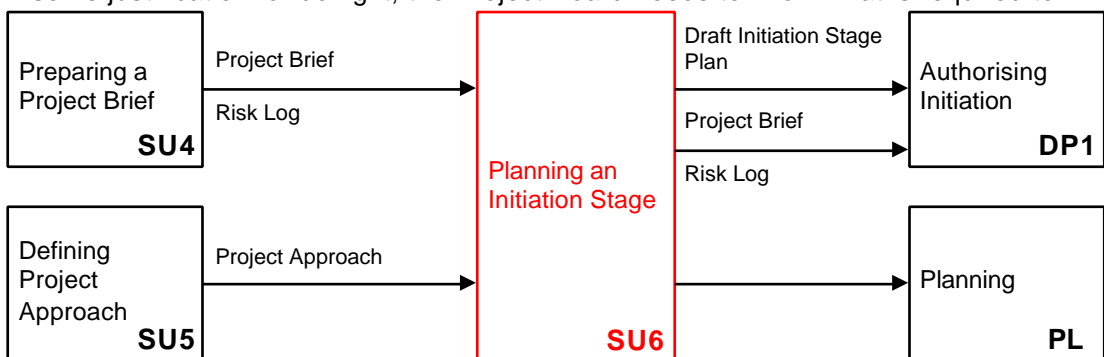 Preparing a
Project Brief
SU4
Project Brief
Risk Log
Defining
Project
Approach
SU5
Project Approach
Planning an
Initiation Stage
SU6
Draft Initiation Stage
Plan
Project Brief
Risk Log
Authorising
Initiation
DP1
Planning
PL